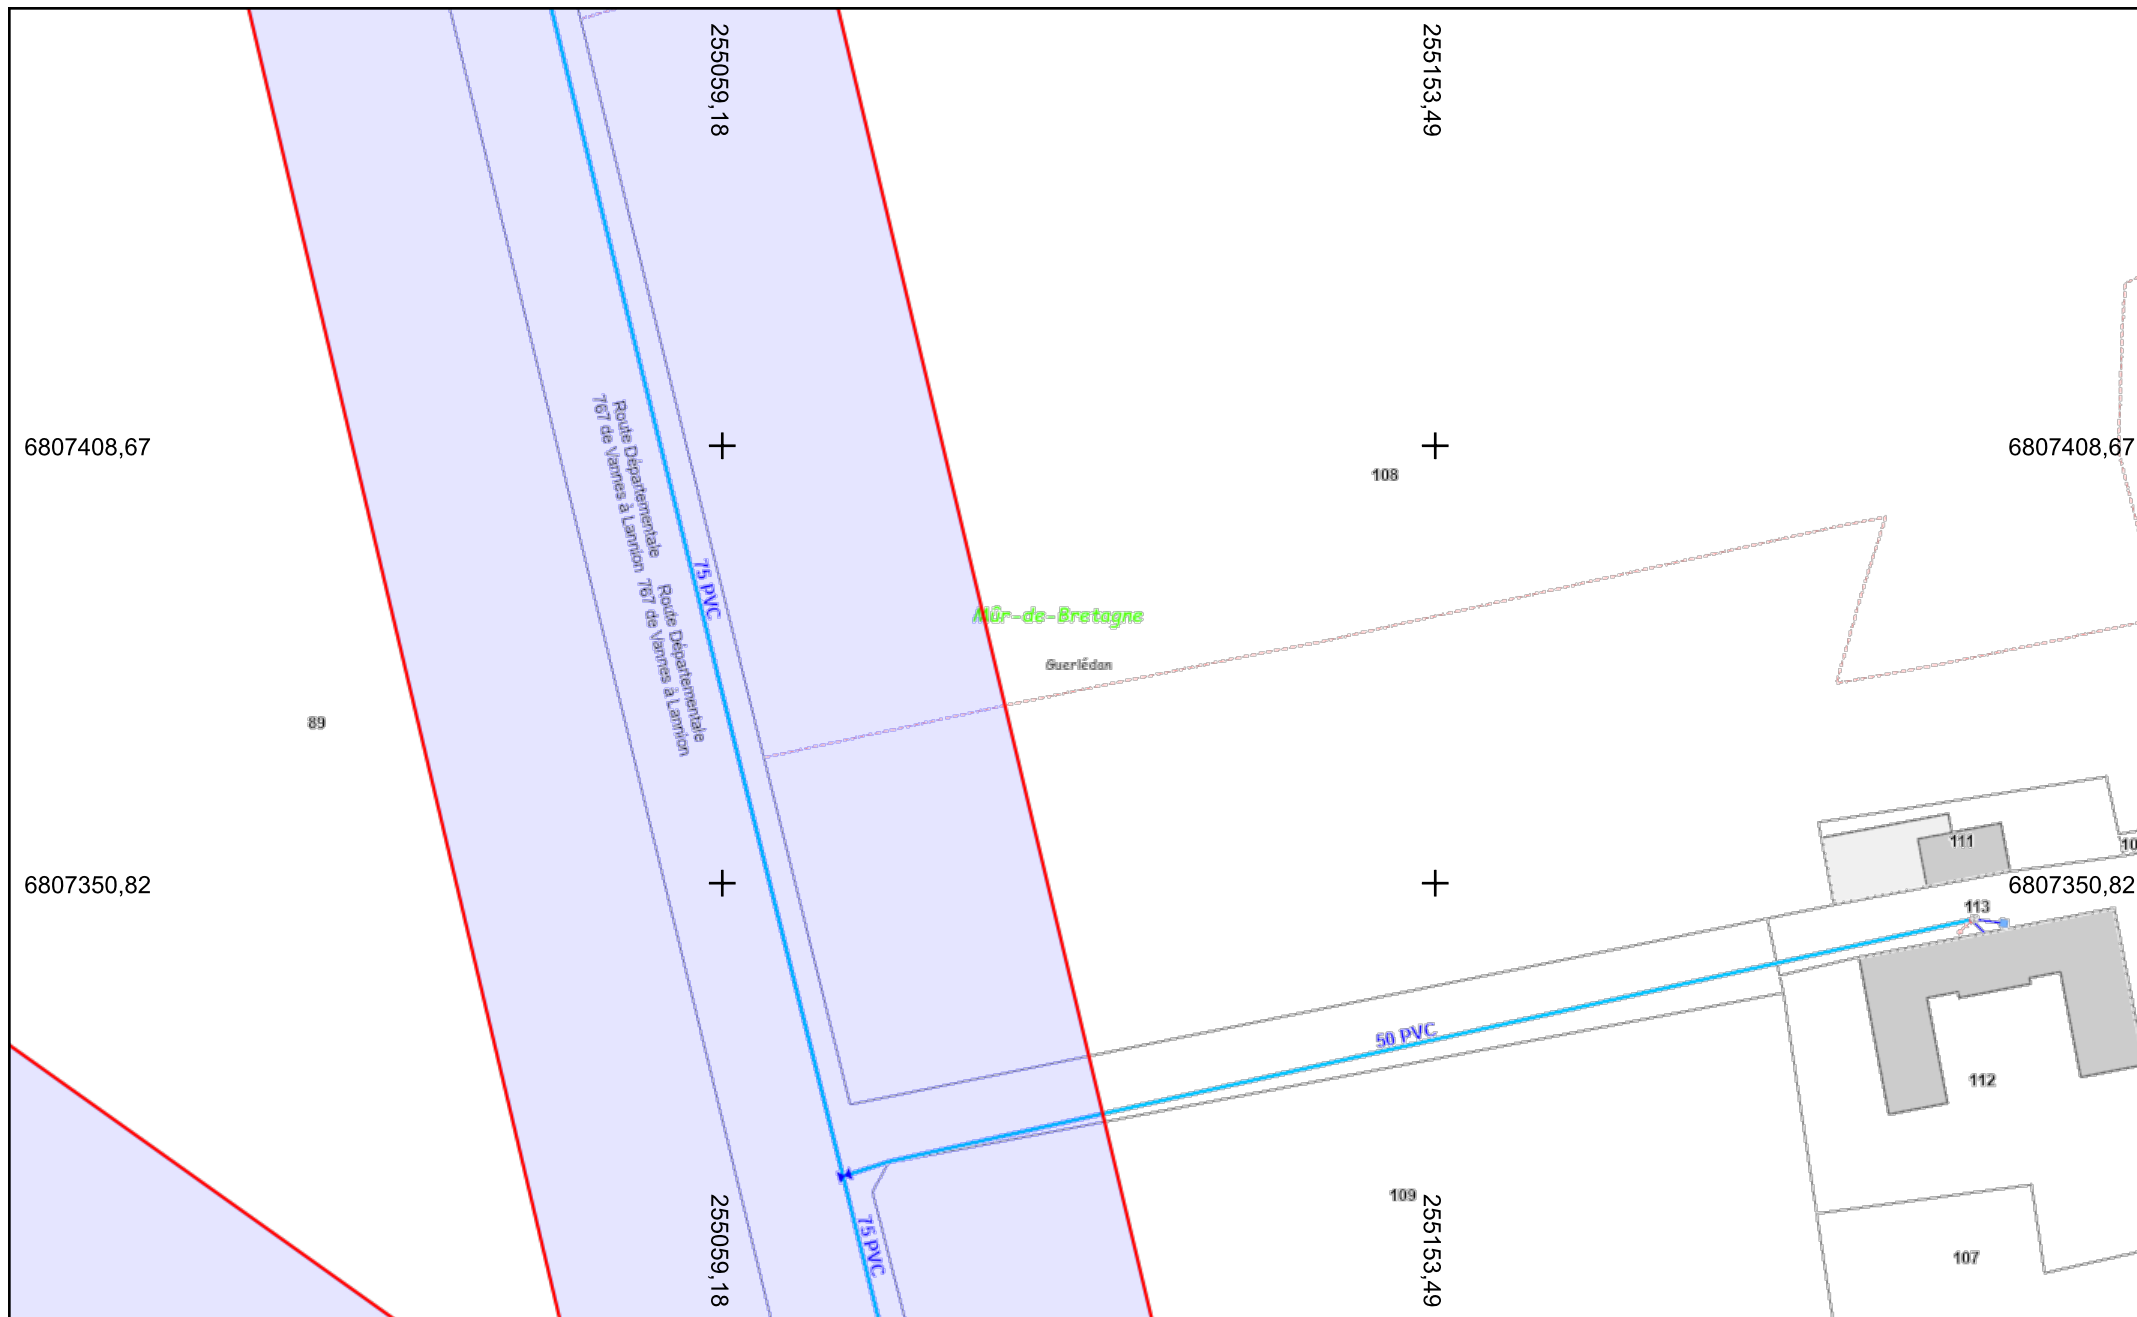 255059,18
255153,49
6807408,67
6807408,67
108
Route Départementale
767 de Vannes à Lannion
75 PVC
Route Départementale
767 de Vannes à Lannion
Mûr-de-Bretagne
Guerlédan
89
111
10
6807350,82
6807350,82
113
50 PVC
112
109
75 PVC
255059,18
255153,49
107